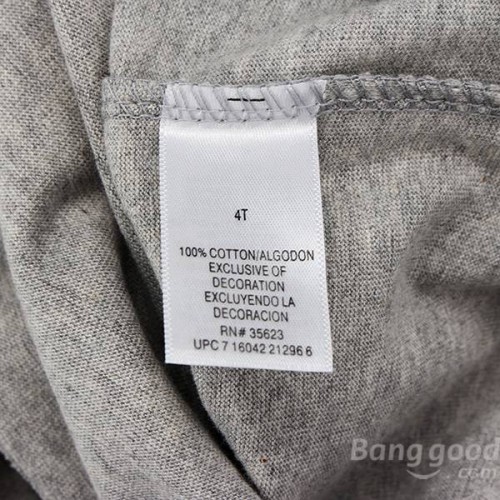 4T
100% COTTON/ALGODON
EXCLUSIVE OF
DECORATION
EXCLUYENDO LA
DECORACION
RN# 35623
UPC 7 16042 21296 6
Banggood